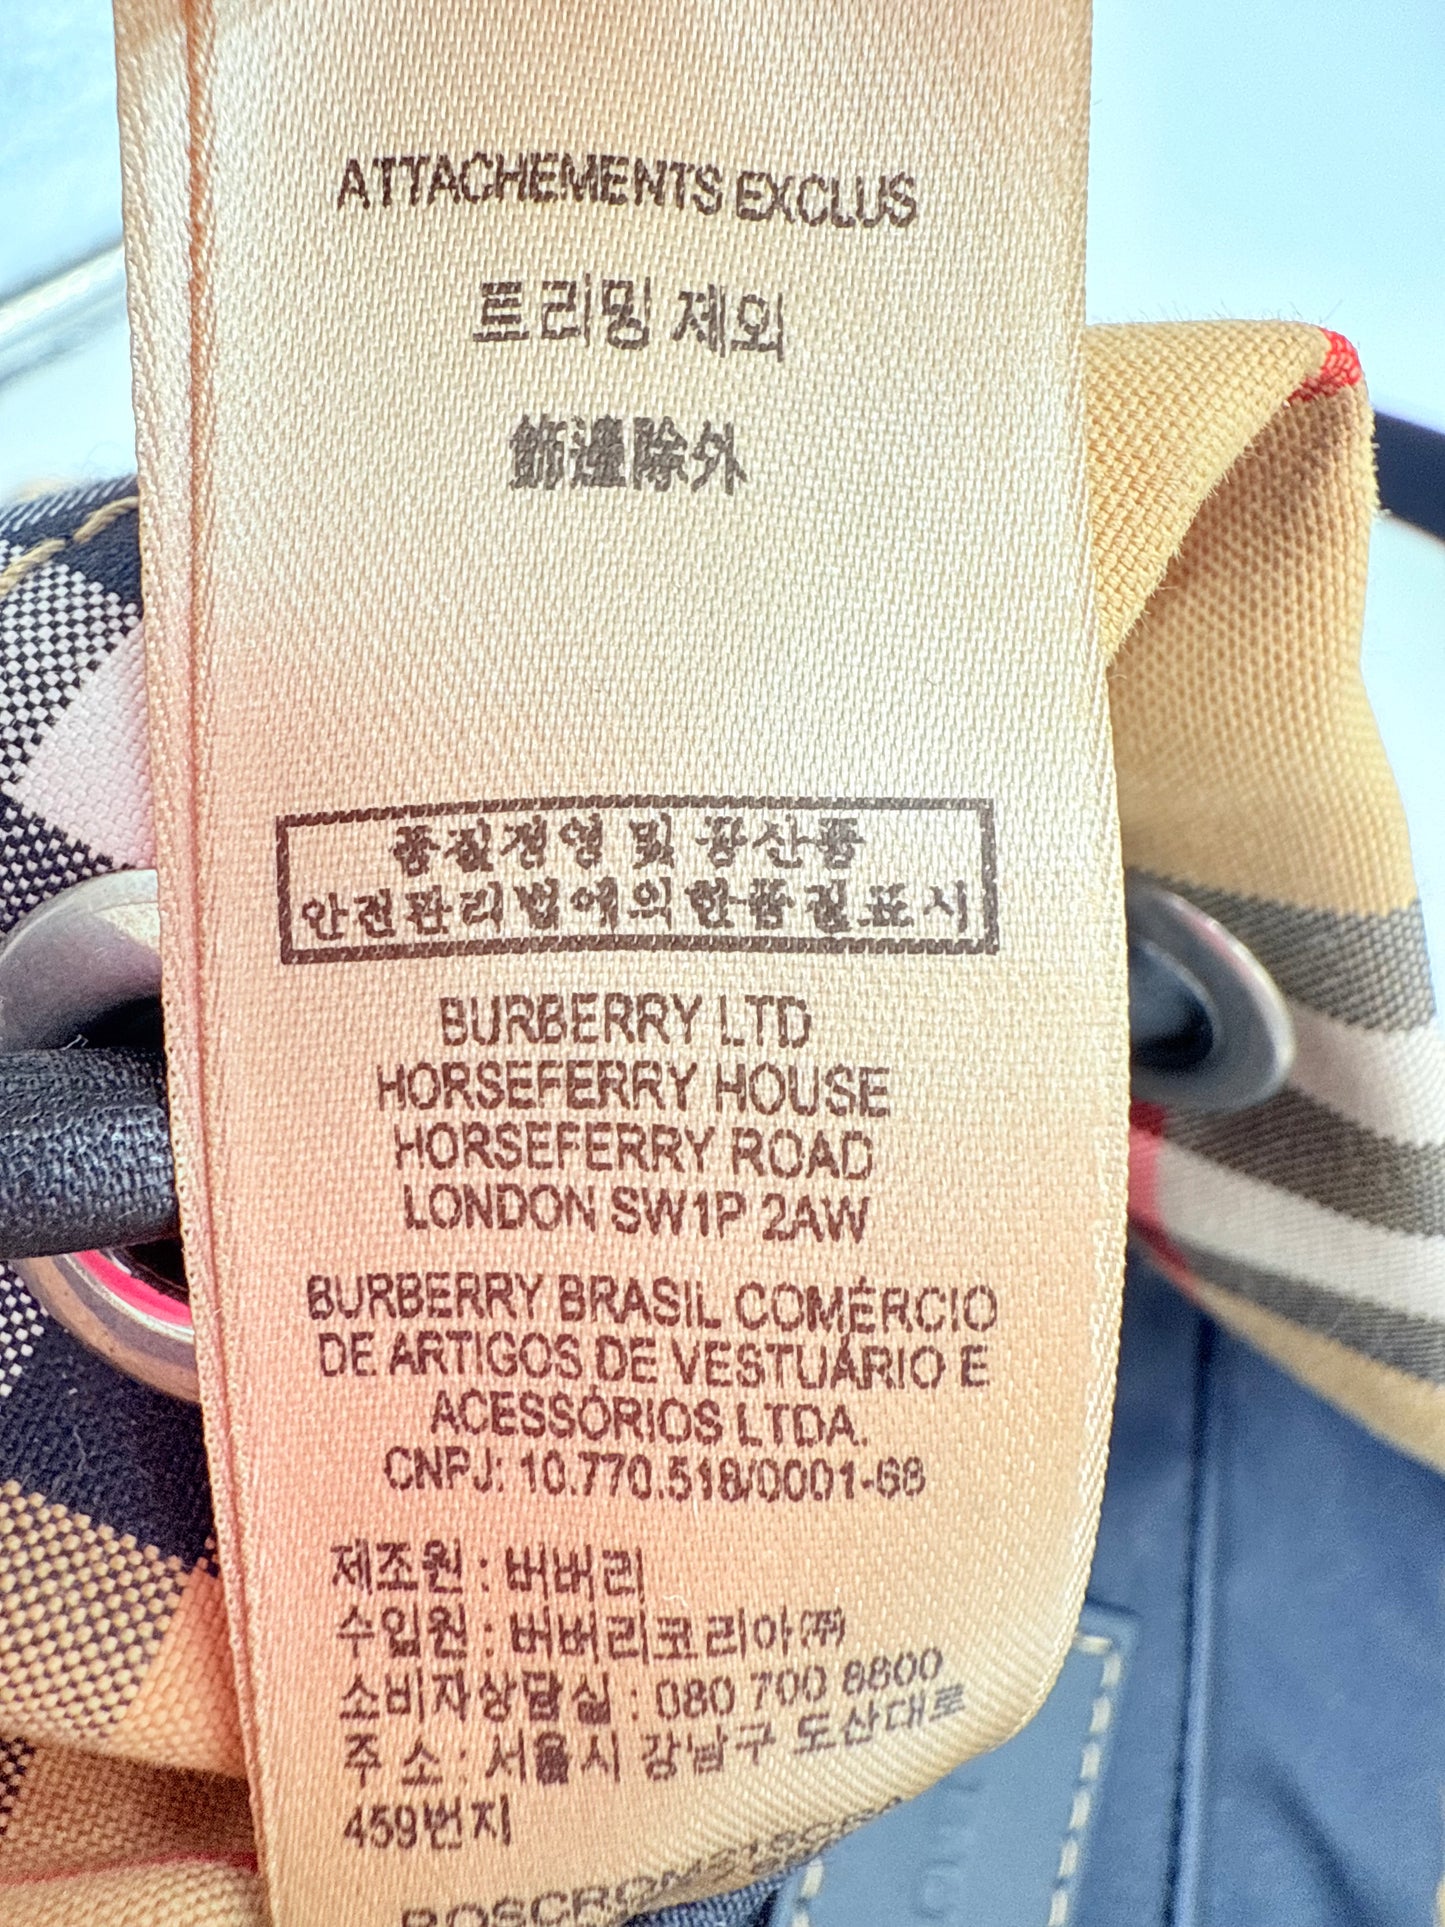 ATTACHEMENTS EXCLUS
트리밍 제외
飾邊除外
품질경영 및 공산품
안전관리법에의한품질표시
BURBERRY LTD
HORSEFERRY HOUSE
HORSEFERRY ROAD
LONDON SW1P 2AW
BURBERRY BRASIL COMÉRCIO
DE ARTIGOS DE VESTUÁRIO E
ACESSÓRIOS LTDA.
CNPJ: 10.770.518/0001-68
제조원 : 버버리
수입원 : 버버리코리아㈜
소비자상담실 : 080 700 8800
주 소 : 서울시 강남구 도산대로
459번지